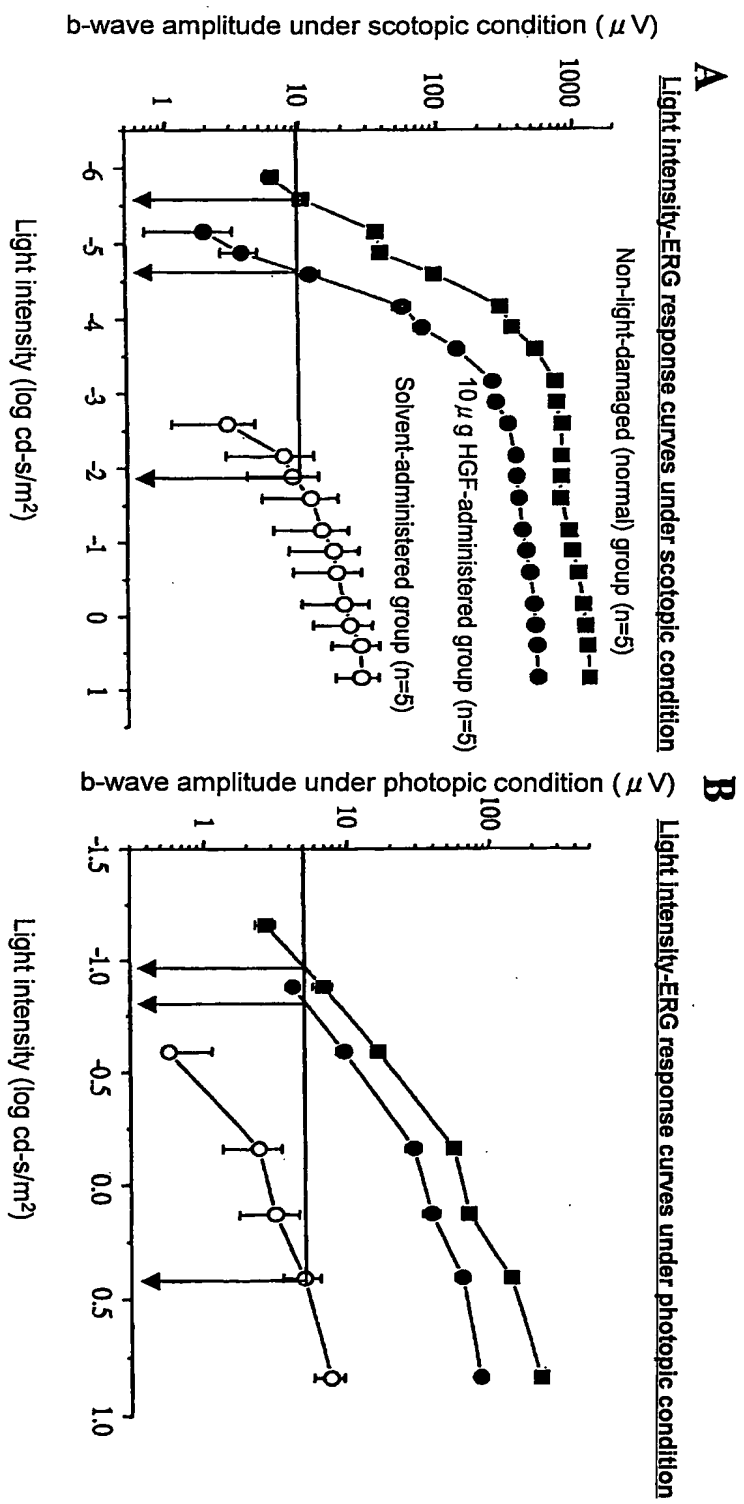 A
Light intensity-ERG response curves under scotopic condition
b-wave amplitude under scotopic condition ( μ V)
1000
100
10
1
Non-light-damaged (normal) group (n=5)
10 μ g HGF-administered group (n=5)
Solvent-administered group (n=5)
-6 -5 -4 -3 -2 -1 0 1
Light intensity (log cd-s/m²)
B
Light intensity-ERG response curves under photopic condition
b-wave amplitude under photopic condition ( μ V)
100
10
1
-1.5 -1.0 -0.5 0.0 0.5 1.0
Light intensity (log cd-s/m²)